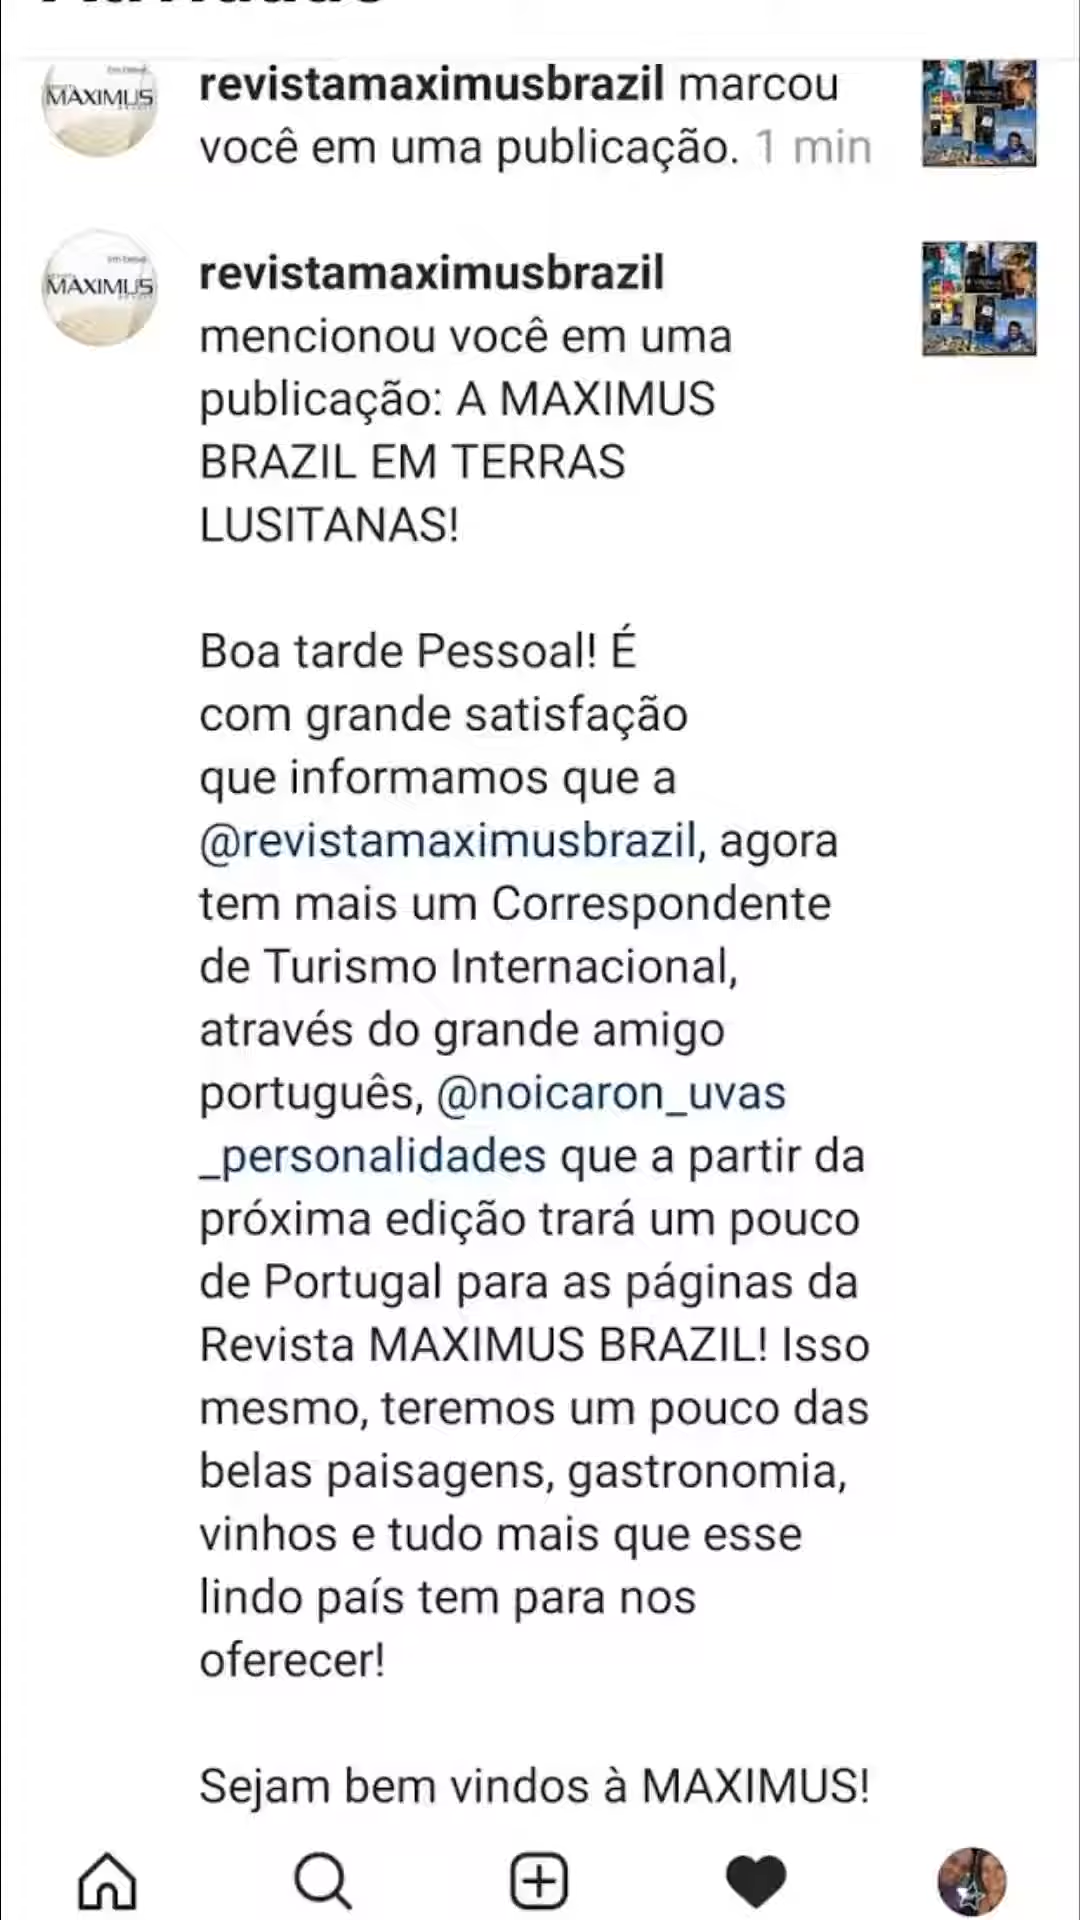 revistamaximusbrazil marcou
você em uma publicação. 1 min
MAXIMUS
revistamaximusbrazil
MAXIMUS
mencionou você em uma
publicação: A MAXIMUS
BRAZIL EM TERRAS
LUSITANAS!
Boa tarde Pessoal! É
com grande satisfação
que informamos que a
@revistamaximusbrazil, agora
tem mais um Correspondente
de Turismo Internacional,
através do grande amigo
português, @noicaron_uvas
_personalidades que a partir da
próxima edição trará um pouco
de Portugal para as páginas da
Revista MAXIMUS BRAZIL! Isso
mesmo, teremos um pouco das
belas paisagens, gastronomia,
vinhos e tudo mais que esse
lindo país tem para nos
oferecer!
Sejam bem vindos à MAXIMUS!